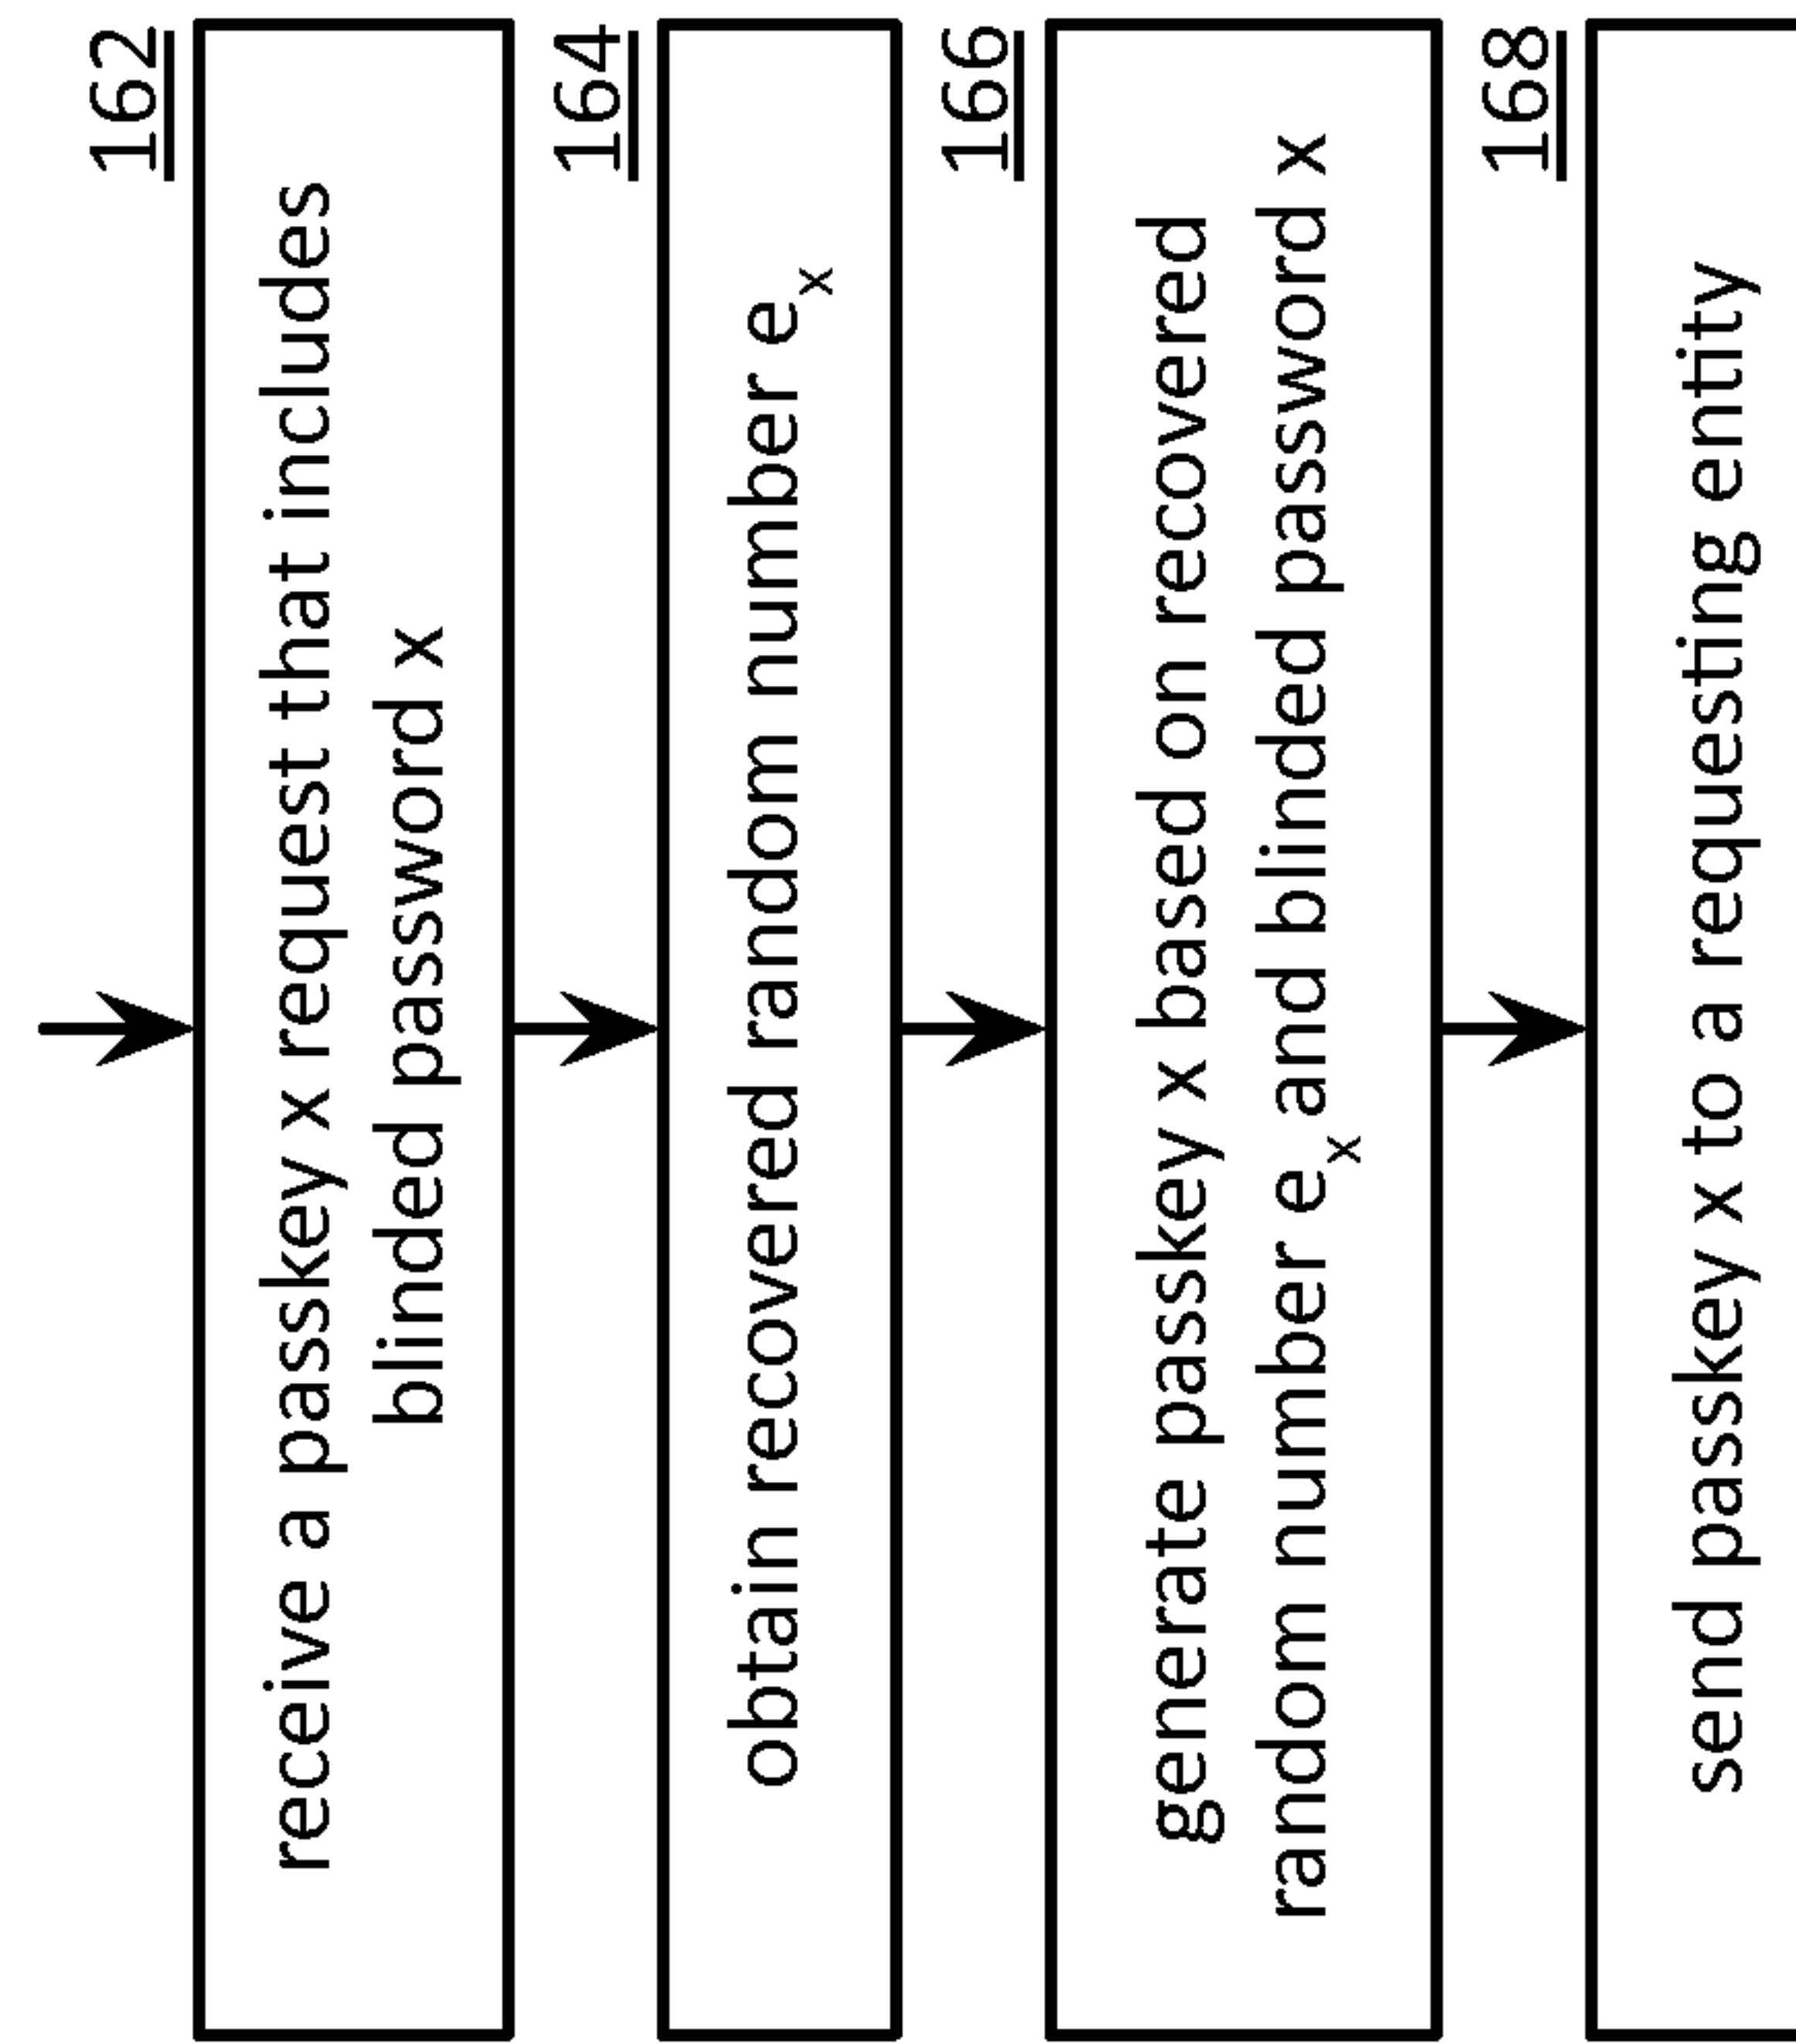 162
receive a passkey x request that includes
blinded password x
164
obtain recovered random number eₓ
166
generate passkey x based on recovered
random number eₓ and blinded password x
168
send passkey x to a requesting entity